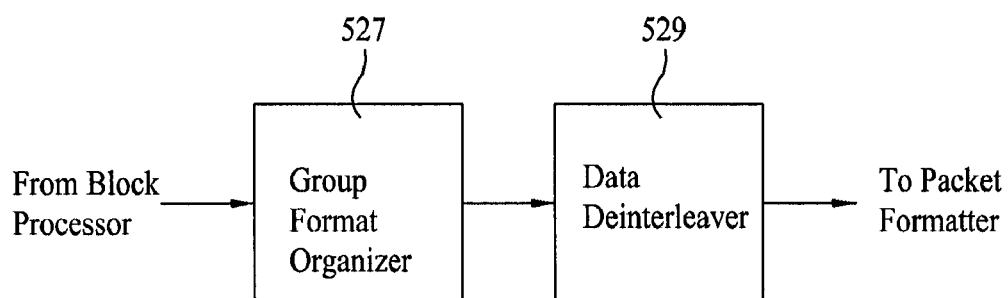 527
529
From Block
Processor
Group
Format
Organizer
Data
Deinterleaver
To Packet
Formatter